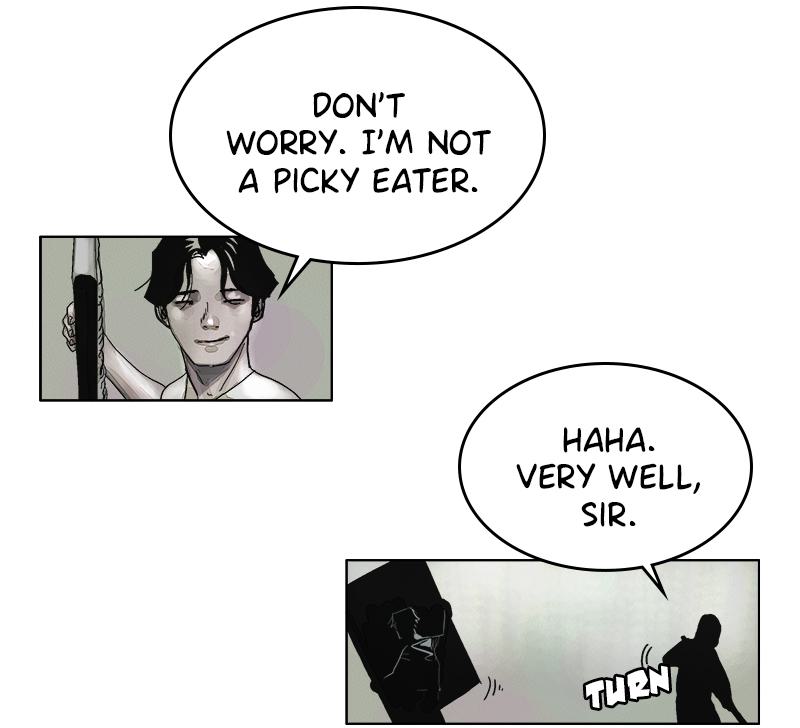 DON'T
WORRY. I'M NOT
A PICKY EATER.
HAHA.
VERY WELL,
SIR.
TURN